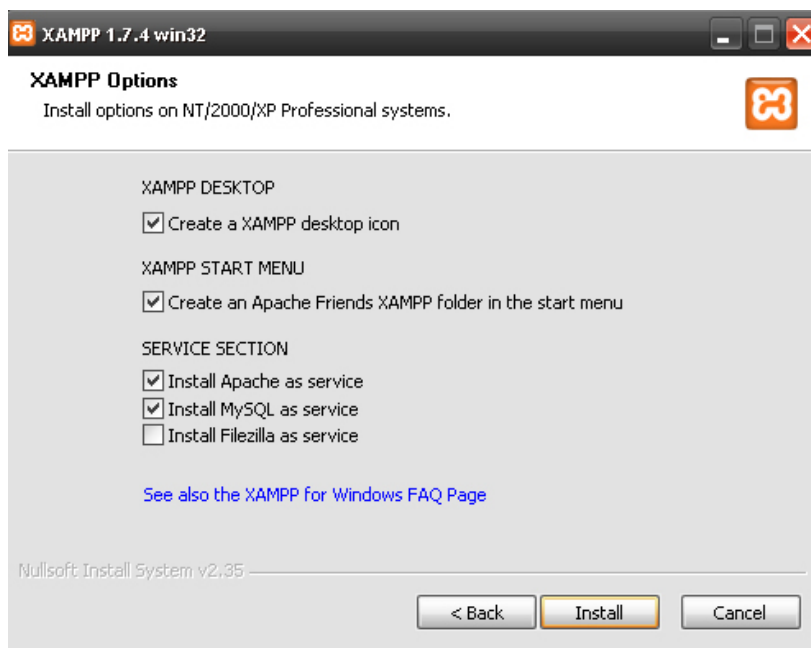 XAMPP 1.7.4 win32
XAMPP Options
Install options on NT/2000/XP Professional systems.
XAMPP DESKTOP
Create a XAMPP desktop icon
XAMPP START MENU
Create an Apache Friends XAMPP folder in the start menu
SERVICE SECTION
Install Apache as service
Install MySQL as service
Install Filezilla as service
See also the XAMPP for Windows FAQ Page
Nullsoft Install System v2.35
< Back Install Cancel